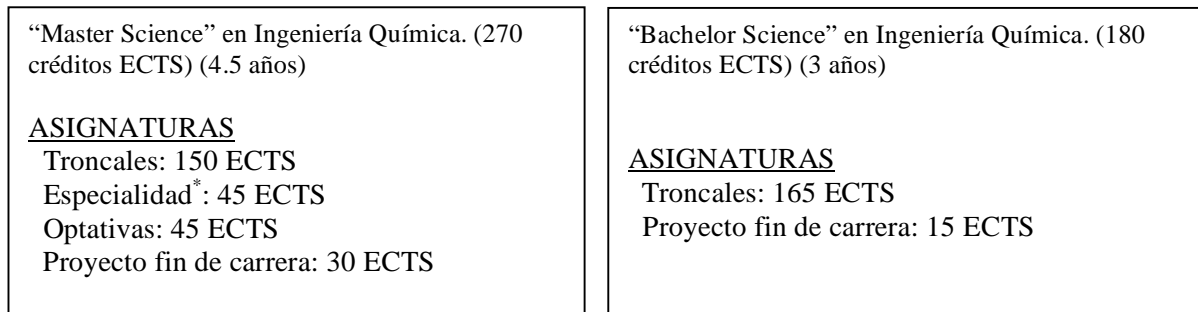 “Master Science” en Ingeniería Química. (270
créditos ECTS) (4.5 años)
ASIGNATURAS
Troncales: 150 ECTS
Especialidad*: 45 ECTS
Optativas: 45 ECTS
Proyecto fin de carrera: 30 ECTS
“Bachelor Science” en Ingeniería Química. (180
créditos ECTS) (3 años)
ASIGNATURAS
Troncales: 165 ECTS
Proyecto fin de carrera: 15 ECTS